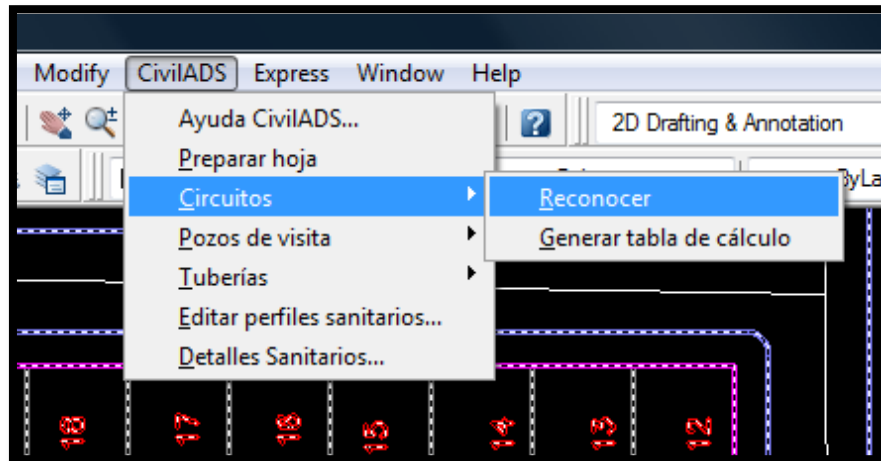 Modify CivilADS Express Window Help
Ayuda CivilADS...
2D Drafting & Annotation
Preparar hoja
Circuitos
Reconocer
Pozos de visita
Generar tabla de cálculo
Tuberías
Editar perfiles sanitarios...
Detalles Sanitarios...
17
16
15
14
13
12